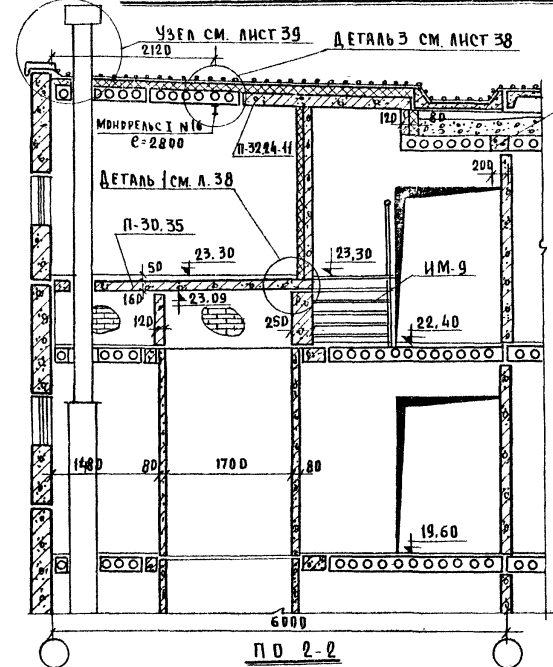 УЗЕЛ СМ. ЛИСТ 39
2120
ДЕТАЛЬ 3 СМ. ЛИСТ 38
МОНОРЕЛЬС I N16
ℓ=2800
П-3224-11
120
80
200
ДЕТАЛЬ 1 СМ. Л. 38
П-30.35
50
23.30
23,30
ИМ-9
160
23.09
120
250
22,40
1480
80
1700
80
19.60
6000
ПО 2-2